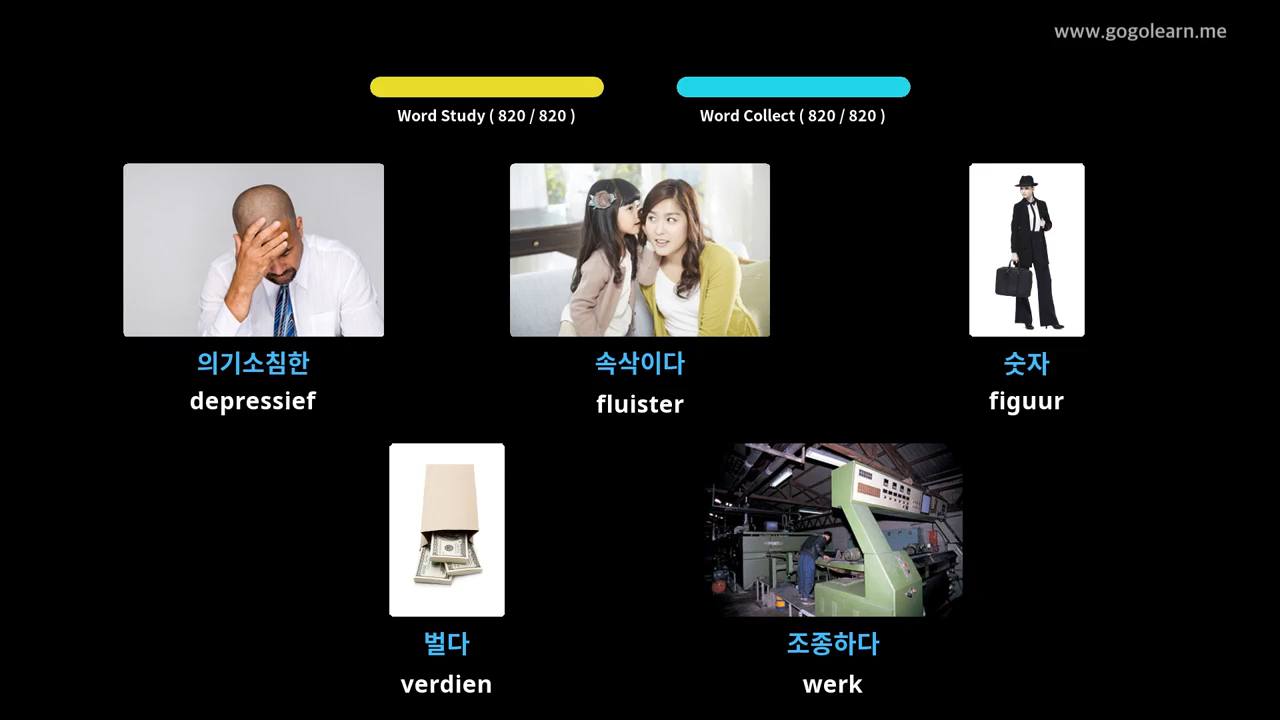 www.gogolearn.me
Word Study ( 820 / 820 )
Word Collect ( 820 / 820 )
의기소침한
depressief
속삭이다
fluister
숫자
figuur
벌다
verdien
조종하다
werk